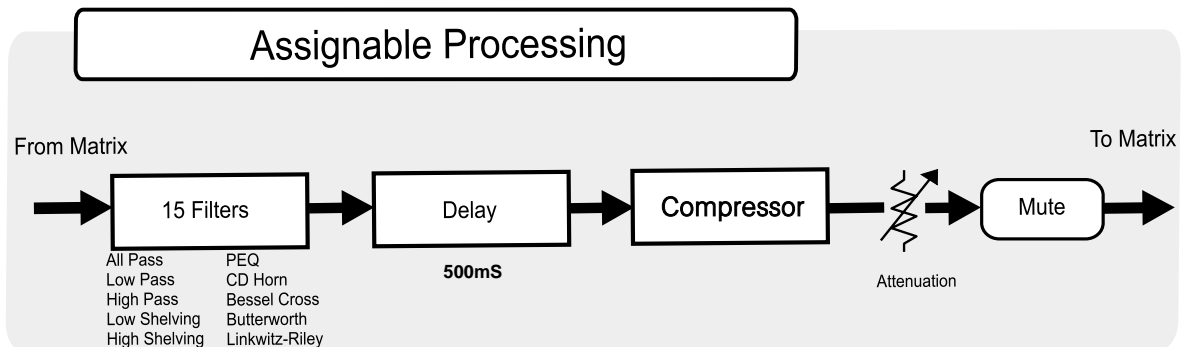 Assignable Processing
From Matrix
To Matrix
15 Filters
Delay
Compressor
Mute
All Pass PEQ
Low Pass CD Horn
High Pass Bessel Cross
Low Shelving Butterworth
High Shelving Linkwitz-Riley
500mS
Attenuation